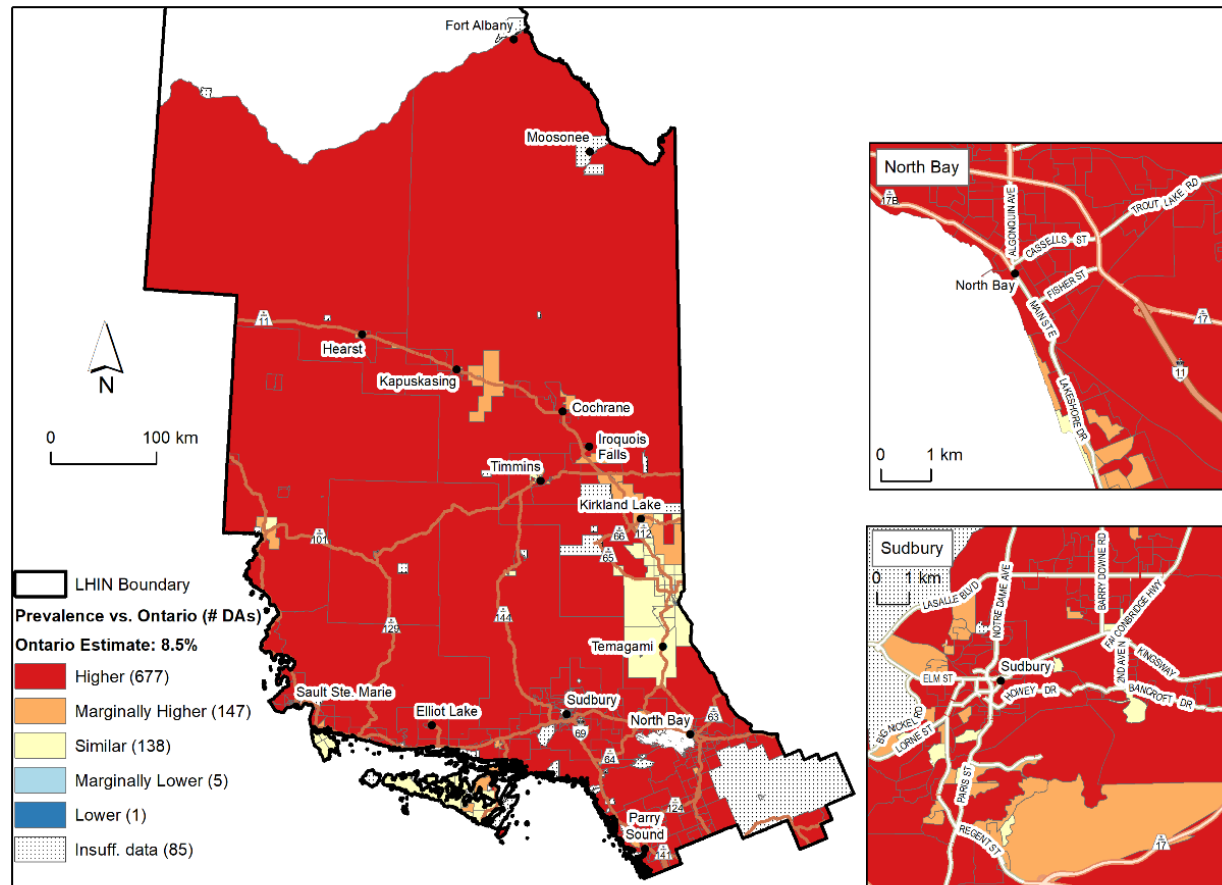 Fort Albany
Moosonee
11
Hearst
Kapuskasing
Cochrane
Iroquois
Falls
Timmins
Kirkland Lake
101
66
112
65
144
129
Temagami
Sault Ste. Marie
Elliot Lake
Sudbury
North Bay
63
69
64
124
Parry
Sound
141
N
0 100 km
LHIN Boundary
Prevalence vs. Ontario (# DAs)
Ontario Estimate: 8.5%
Higher (677)
Marginally Higher (147)
Similar (138)
Marginally Lower (5)
Lower (1)
Insuff. data (85)
North Bay
17B
ALGONQUIN AVE
TROUT LAKE RD
CASSELLS ST
North Bay
FISHER ST
MAIN ST E
17
11
LAKESHORE DR
0 1 km
Sudbury
0 1 km
LASALLE BLVD
NOTRE DAME AVE
BARRY DOWNE RD
FALCONBRIDGE HWY
KINGSWAY
2ND AVE N
Sudbury
ELM ST
HOWEY DR
BANCROFT DR
BIG NICKEL RD
LORNE ST
PARIS ST
REGENT ST
17